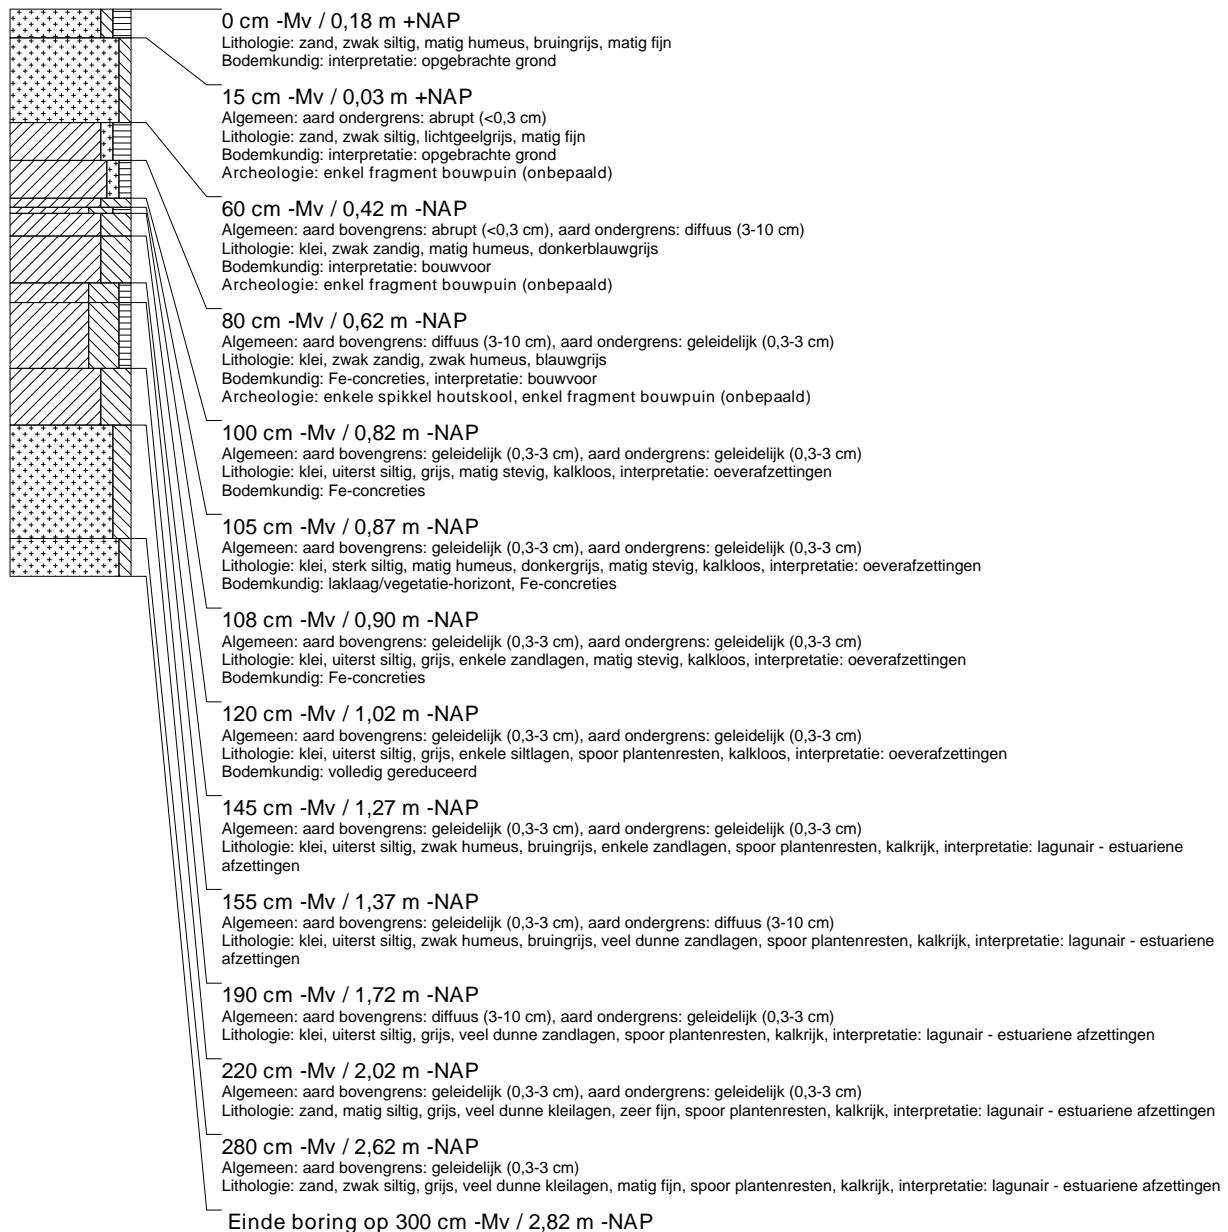 0 cm -Mv / 0,18 m +NAP
Lithologie: zand, zwak siltig, matig humeus, bruingrijs, matig fijn
Bodemkundig: interpretatie: opgebrachte grond
15 cm -Mv / 0,03 m +NAP
Algemeen: aard ondergrens: abrupt (<0,3 cm)
Lithologie: zand, zwak siltig, lichtgeelgrijs, matig fijn
Bodemkundig: interpretatie: opgebrachte grond
Archeologie: enkel fragment bouwpuin (onbepaald)
60 cm -Mv / 0,42 m -NAP
Algemeen: aard bovengrens: abrupt (<0,3 cm), aard ondergrens: diffuus (3-10 cm)
Lithologie: klei, zwak zandig, matig humeus, donkerblauwgrijs
Bodemkundig: interpretatie: bouwvoor
Archeologie: enkel fragment bouwpuin (onbepaald)
80 cm -Mv / 0,62 m -NAP
Algemeen: aard bovengrens: diffuus (3-10 cm), aard ondergrens: geleidelijk (0,3-3 cm)
Lithologie: klei, zwak zandig, zwak humeus, blauwgrijs
Bodemkundig: Fe-concreties, interpretatie: bouwvoor
Archeologie: enkele spikkel houtskool, enkel fragment bouwpuin (onbepaald)
100 cm -Mv / 0,82 m -NAP
Algemeen: aard bovengrens: geleidelijk (0,3-3 cm), aard ondergrens: geleidelijk (0,3-3 cm)
Lithologie: klei, uiterst siltig, grijs, matig stevig, kalkloos, interpretatie: oeverafzettingen
Bodemkundig: Fe-concreties
105 cm -Mv / 0,87 m -NAP
Algemeen: aard bovengrens: geleidelijk (0,3-3 cm), aard ondergrens: geleidelijk (0,3-3 cm)
Lithologie: klei, sterk siltig, matig humeus, donkergrijs, matig stevig, kalkloos, interpretatie: oeverafzettingen
Bodemkundig: laklaag/vegetatie-horizont, Fe-concreties
108 cm -Mv / 0,90 m -NAP
Algemeen: aard bovengrens: geleidelijk (0,3-3 cm), aard ondergrens: geleidelijk (0,3-3 cm)
Lithologie: klei, uiterst siltig, grijs, enkele zandlagen, matig stevig, kalkloos, interpretatie: oeverafzettingen
Bodemkundig: Fe-concreties
120 cm -Mv / 1,02 m -NAP
Algemeen: aard bovengrens: geleidelijk (0,3-3 cm), aard ondergrens: geleidelijk (0,3-3 cm)
Lithologie: klei, uiterst siltig, grijs, enkele siltlagen, spoor plantenresten, kalkloos, interpretatie: oeverafzettingen
Bodemkundig: volledig gereduceerd
145 cm -Mv / 1,27 m -NAP
Algemeen: aard bovengrens: geleidelijk (0,3-3 cm), aard ondergrens: geleidelijk (0,3-3 cm)
Lithologie: klei, uiterst siltig, zwak humeus, bruingrijs, enkele zandlagen, spoor plantenresten, kalkrijk, interpretatie: lagunair - estuariene
afzettingen
155 cm -Mv / 1,37 m -NAP
Algemeen: aard bovengrens: geleidelijk (0,3-3 cm), aard ondergrens: diffuus (3-10 cm)
Lithologie: klei, uiterst siltig, zwak humeus, bruingrijs, veel dunne zandlagen, spoor plantenresten, kalkrijk, interpretatie: lagunair - estuariene
afzettingen
190 cm -Mv / 1,72 m -NAP
Algemeen: aard bovengrens: diffuus (3-10 cm), aard ondergrens: geleidelijk (0,3-3 cm)
Lithologie: klei, uiterst siltig, grijs, veel dunne zandlagen, spoor plantenresten, kalkrijk, interpretatie: lagunair - estuariene afzettingen
220 cm -Mv / 2,02 m -NAP
Algemeen: aard bovengrens: geleidelijk (0,3-3 cm), aard ondergrens: geleidelijk (0,3-3 cm)
Lithologie: zand, matig siltig, grijs, veel dunne kleilagen, zeer fijn, spoor plantenresten, kalkrijk, interpretatie: lagunair - estuariene afzettingen
280 cm -Mv / 2,62 m -NAP
Algemeen: aard bovengrens: geleidelijk (0,3-3 cm)
Lithologie: zand, zwak siltig, grijs, veel dunne kleilagen, matig fijn, spoor plantenresten, kalkrijk, interpretatie: lagunair - estuariene afzettingen
Einde boring op 300 cm -Mv / 2,82 m -NAP